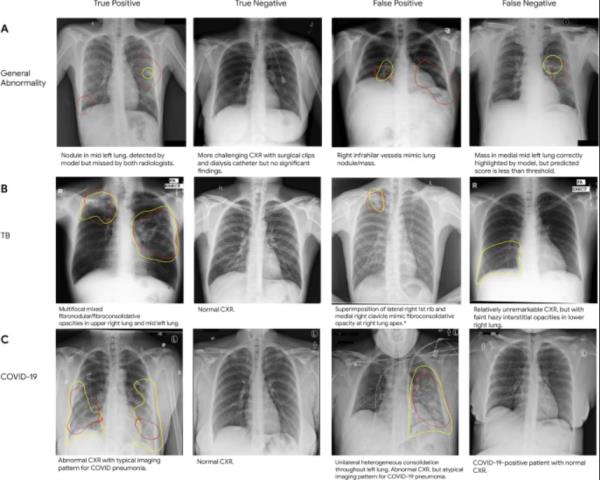 True Positive True Negative False Positive False Negative
A
General
Abnormality
Nodule in mid left lung, detected by
model but missed by both radiologists.
More challenging CXR with surgical clips
and dialysis catheter but no significant
findings.
Right infrahilar vessels mimic lung
nodule/mass.
Mass in medial mid left lung correctly
highlighted by model, but predicted
score is less than threshold.
B
TB
R
R
Multifocal mixed
fibronodular/fibroconsolidative
opacities in upper right lung and mid left lung.
Normal CXR.
Superimposition of lateral right 1st rib and
medial right clavicle mimic fibroconsolidative
opacity at right lung apex.*
Relatively unremarkable CXR, but with
faint hazy interstitial opacities in lower
right lung.
C
COVID-19
L
L
L
Abnormal CXR with typical imaging
pattern for COVID pneumonia.
Normal CXR.
Unilateral heterogeneous consolidation
throughout left lung. Abnormal CXR, but atypical
imaging pattern for COVID-19 pneumonia.
COVID-19-positive patient with normal
CXR.